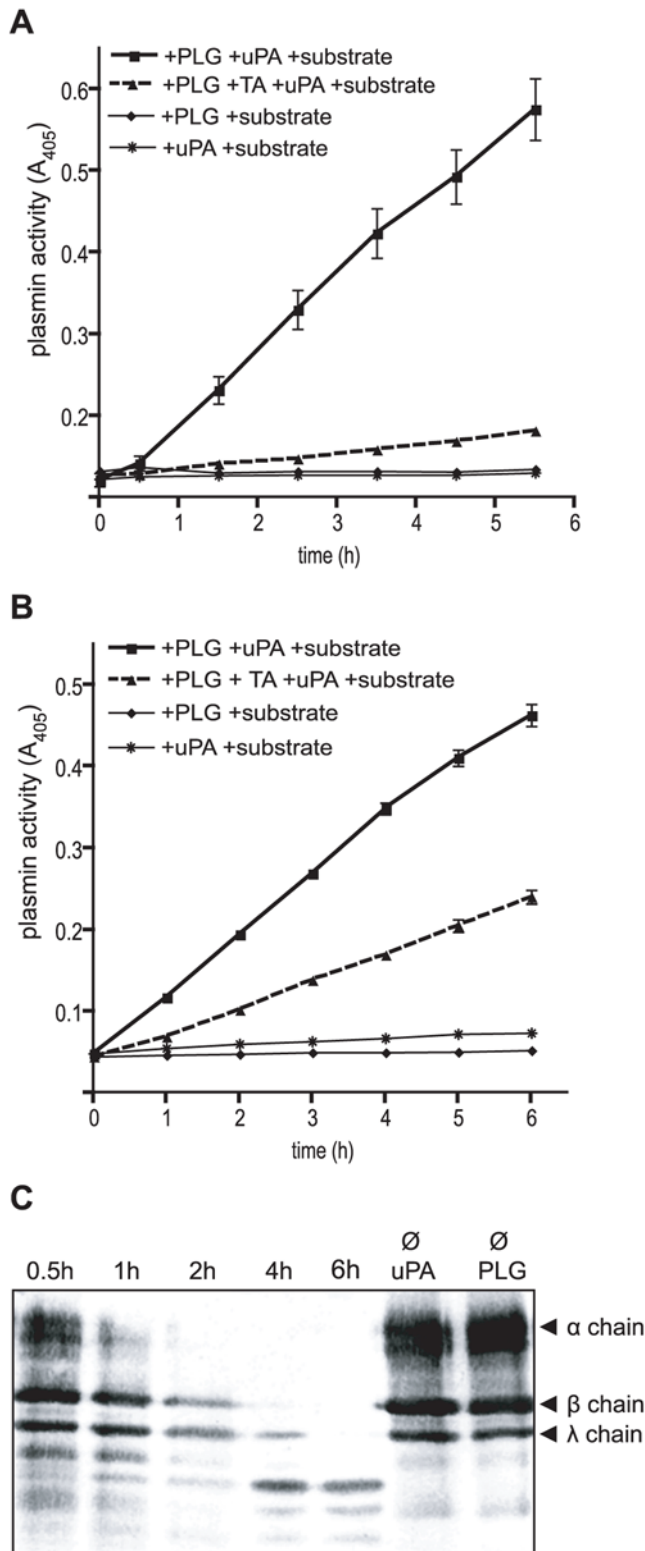 A
+PLG +uPA +substrate
+PLG +TA +uPA +substrate
+PLG +substrate
+uPA +substrate
plasmin activity (A405)
0.6
0.5
0.4
0.3
0.2
0 1 2 3 4 5 6
time (h)
B
+PLG +uPA +substrate
+PLG + TA +uPA +substrate
+PLG +substrate
+uPA +substrate
plasmin activity (A405)
0.5
0.4
0.3
0.2
0.1
0 1 2 3 4 5 6
time (h)
C
0.5h 1h 2h 4h 6h Ø uPA Ø PLG
α chain
β chain
λ chain